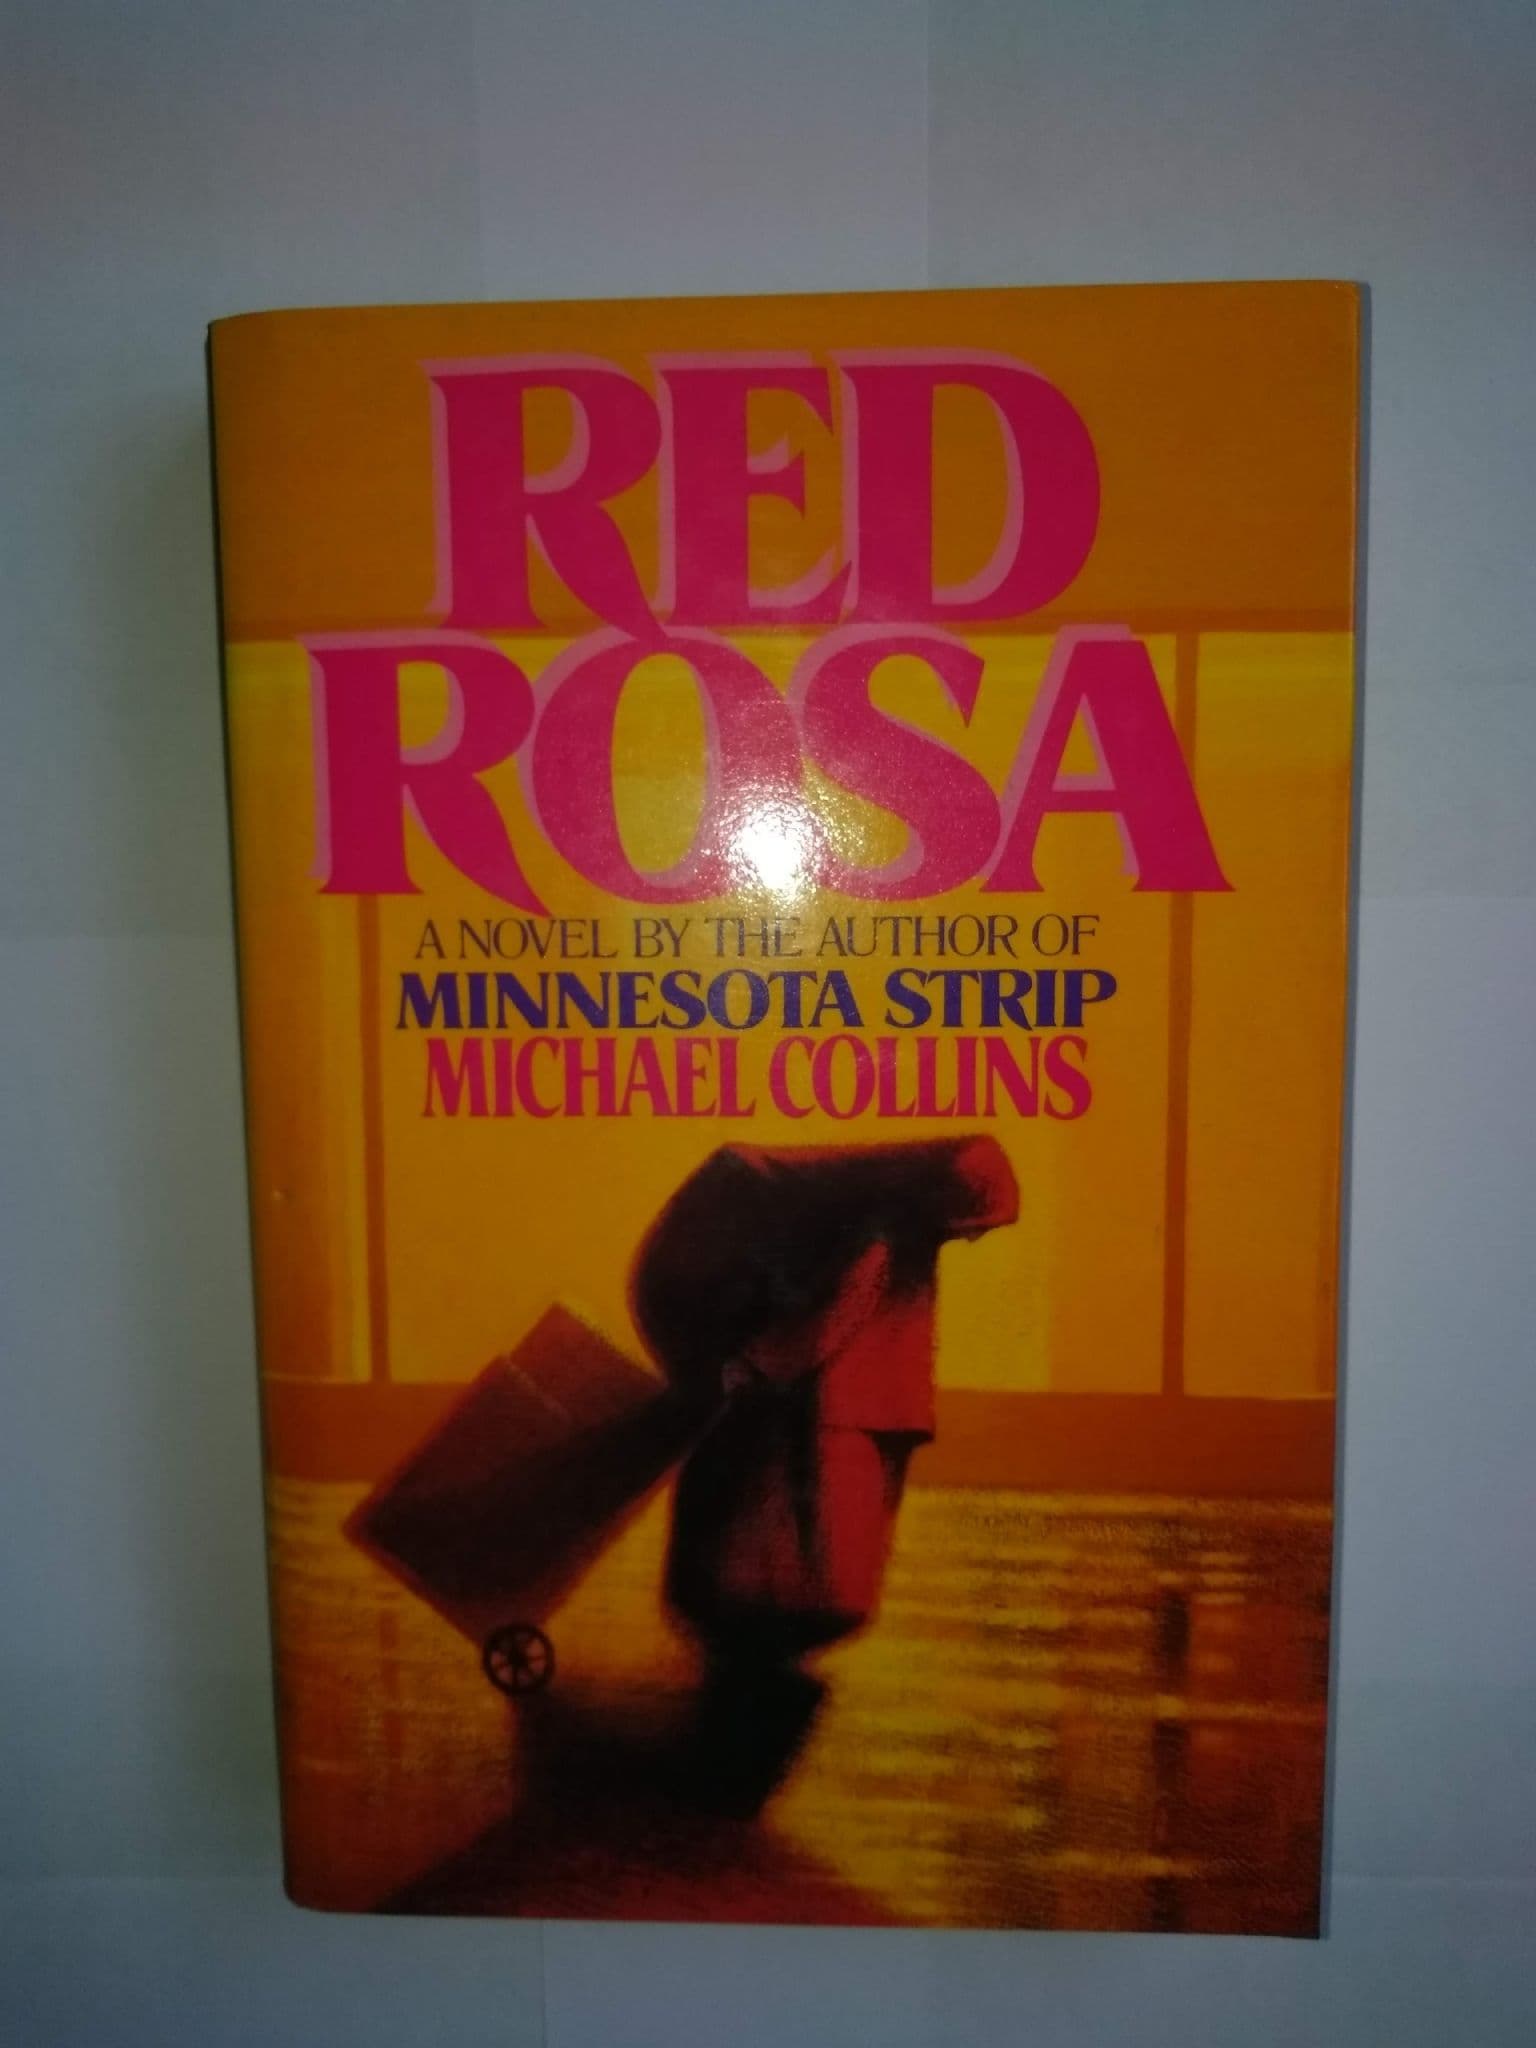 RED
ROSA
A NOVEL BY THE AUTHOR OF
MINNESOTA STRIP
MICHAEL COLLINS